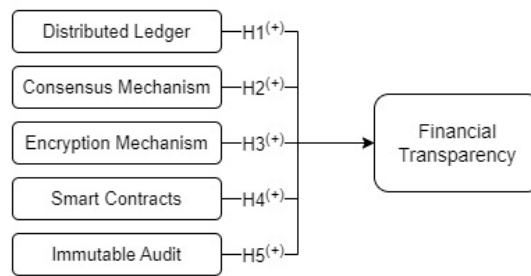 Distributed Ledger
H1(+)
Consensus Mechanism
H2(+)
Encryption Mechanism
H3(+)
Smart Contracts
H4(+)
Immutable Audit
H5(+)
Financial
Transparency